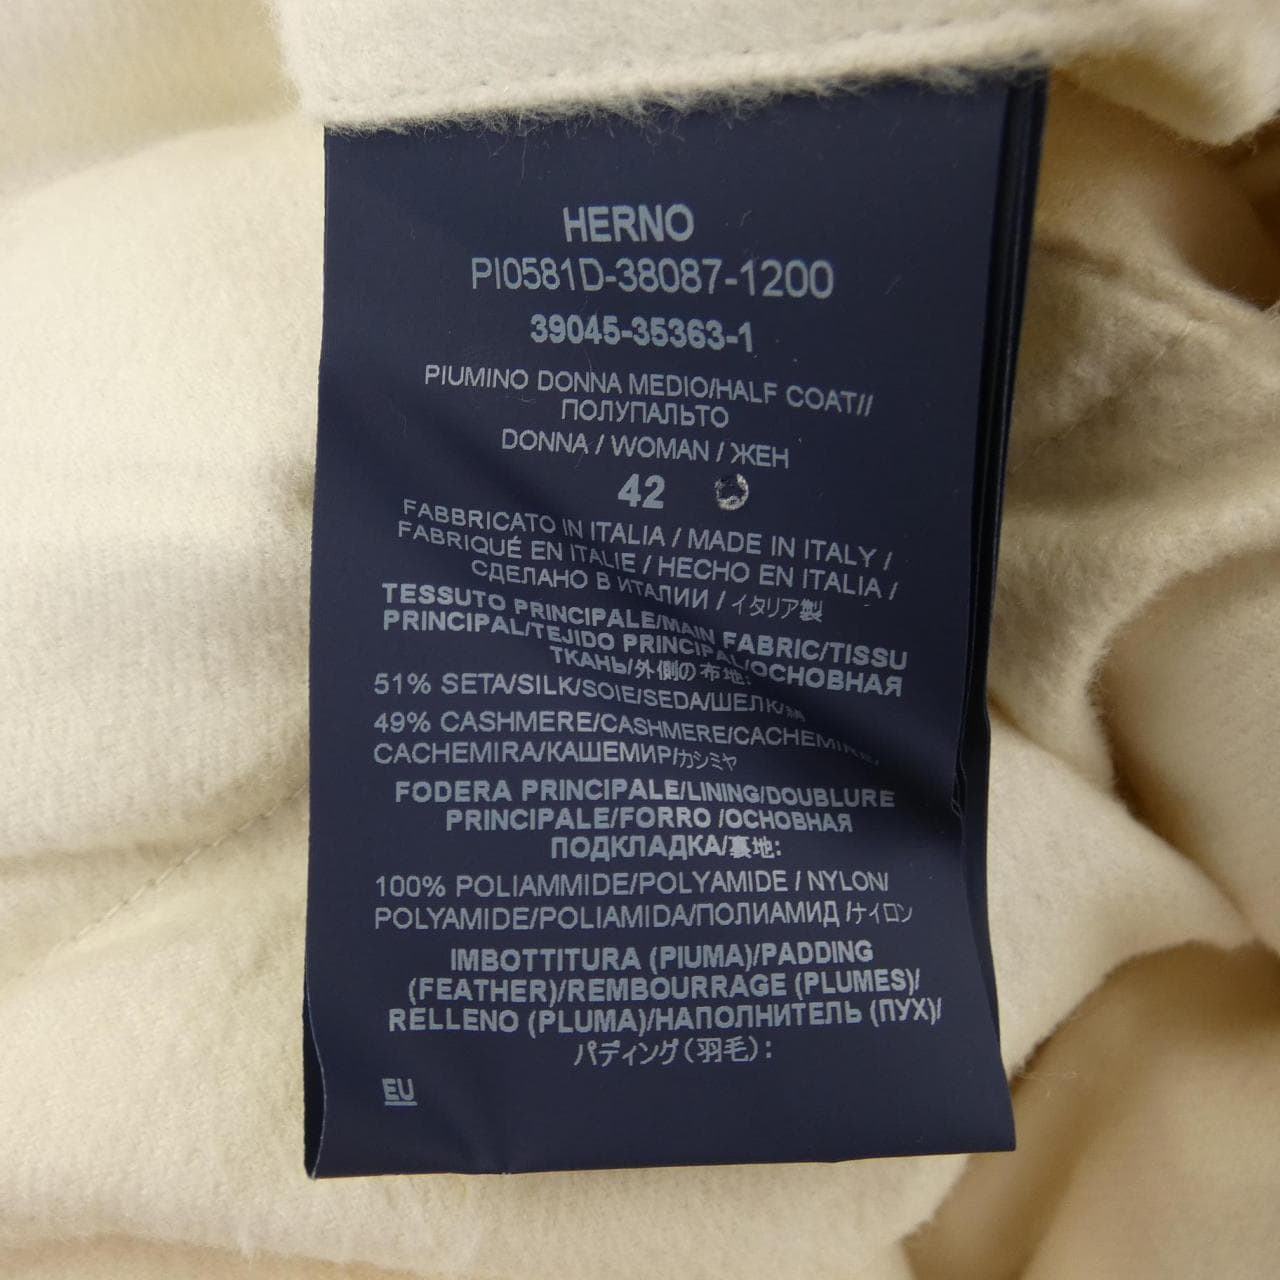 HERNO
PI0581D-38087-1200
39045-35363-1
PIUMINO DONNA MEDIO/HALF COAT//
ПОЛУПАЛЬТО
DONNA / WOMAN / ЖЕН
42
FABBRICATO IN ITALIA / MADE IN ITALY /
FABRIQUÉ EN ITALIE / HECHO EN ITALIA /
СДЕЛАНО В ИТАЛИИ / イタリア製
TESSUTO PRINCIPALE/MAIN FABRIC/TISSU
PRINCIPAL/TEJIDO PRINCIPAL/ОСНОВНАЯ
ТКАНЬ/外側の布地:
51% SETA/SILK/SOIE/SEDA/ШЕЛК/絹
49% CASHMERE/CASHMERE/CACHEMIRE/
CACHEMIRA/КАШЕМИР/カシミヤ
FODERA PRINCIPALE/LINING/DOUBLURE
PRINCIPALE/FORRO /ОСНОВНАЯ
ПОДКЛАДКА/裏地:
100% POLIAMMIDE/POLYAMIDE / NYLON/
POLYAMIDE/POLIAMIDA/ПОЛИАМИД /ナイロン
IMBOTTITURA (PIUMA)/PADDING
(FEATHER)/REMBOURRAGE (PLUMES)/
RELLENO (PLUMA)/НАПОЛНИТЕЛЬ (ПУХ)/
パディング(羽毛):
EU